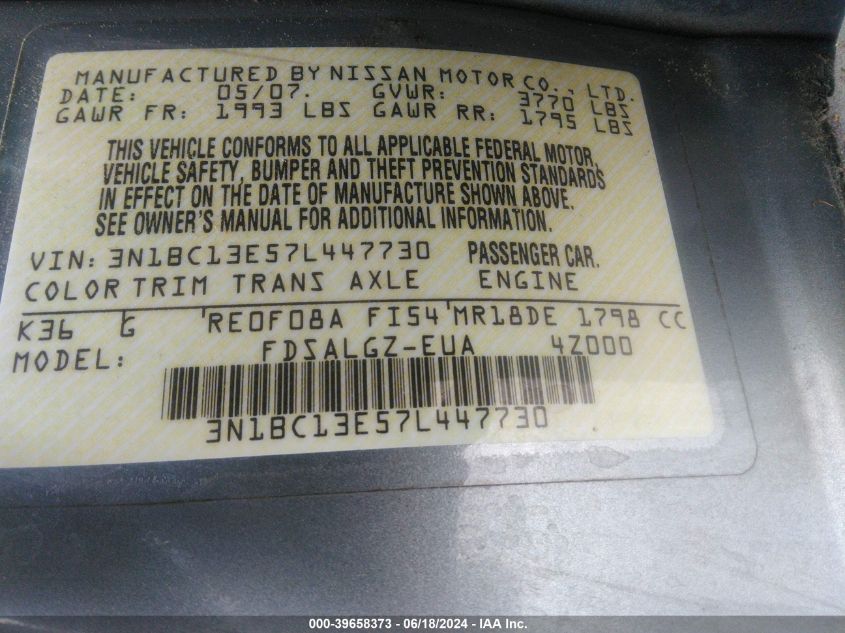 MANUFACTURED BY NISSAN MOTOR CO., LTD.
DATE: 05/07. GVWR: 3770 LBS
GAWR FR: 1993 LBS GAWR RR: 1795 LBS
THIS VEHICLE CONFORMS TO ALL APPLICABLE FEDERAL MOTOR
VEHICLE SAFETY, BUMPER AND THEFT PREVENTION STANDARDS
IN EFFECT ON THE DATE OF MANUFACTURE SHOWN ABOVE.
SEE OWNER'S MANUAL FOR ADDITIONAL INFORMATION.
VIN: 3N1BC13E57L447730 PASSENGER CAR.
COLOR TRIM TRANS AXLE ENGINE
K36 G RE0F08A FI54 MR18DE 1798 CC
MODEL: FDSALGZ-EUA 4Z000
3N1BC13E57L447730
000-39658373 - 06/18/2024 - IAA Inc.